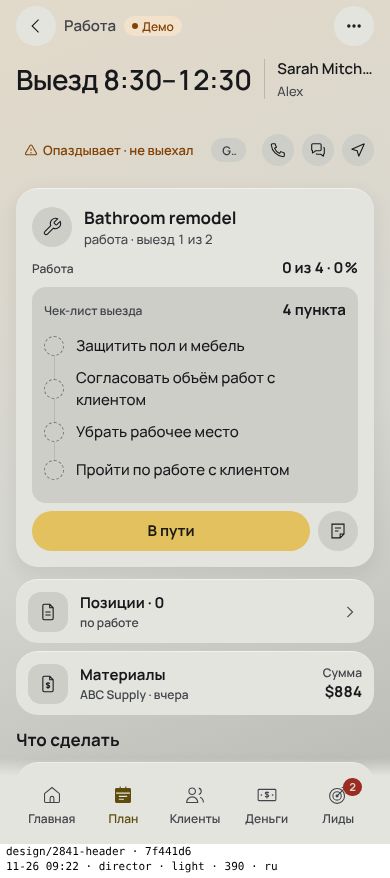 Работа
Демо
Выезд 8:30–12:30
Sarah Mitch…
Alex
Опаздывает · не выехал
G..
Bathroom remodel
работа · выезд 1 из 2
Работа
0 из 4 · 0 %
Чек-лист выезда
4 пункта
Защитить пол и мебель
Согласовать объём работ с
клиентом
Убрать рабочее место
Пройти по работе с клиентом
В пути
Позиции · 0
по работе
Материалы
ABC Supply · вчера
Сумма
$884
Что сделать
Главная
План
Клиенты
Деньги
2
Лиды
design/2841-header · 7f441d6
11-26 09:22 · director · light · 390 · ru